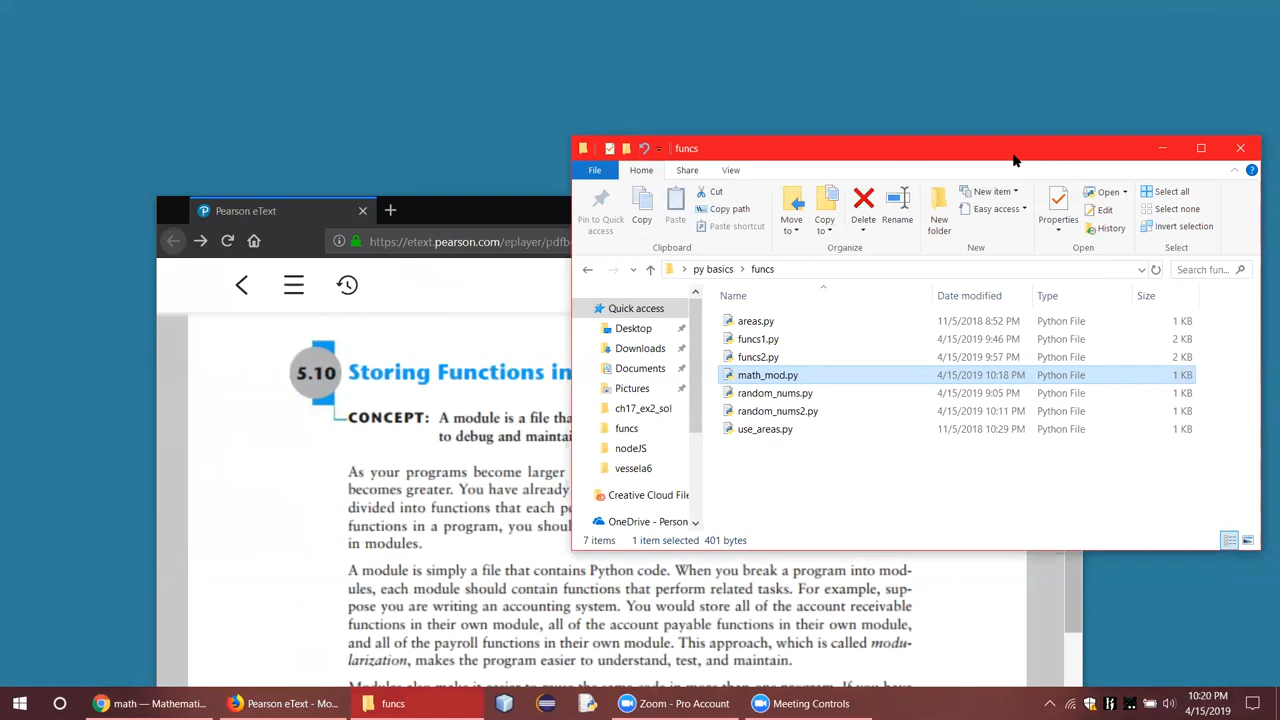 funcs
File
Home
Share
View
Pin to Quick access
Copy
Paste
Cut
Copy path
Paste shortcut
Clipboard
Move to
Copy to
Delete
Rename
Organize
New folder
New item
Easy access
New
Properties
Open
Edit
History
Open
Select all
Select none
Invert selection
Select
py basics > funcs
Search fun...
Quick access
Desktop
Downloads
Documents
Pictures
ch17_ex2_sol
funcs
nodeJS
vessela6
Creative Cloud File
OneDrive - Person
Name Date modified Type Size
areas.py 11/5/2018 8:52 PM Python File 1 KB
funcs1.py 4/15/2019 9:46 PM Python File 2 KB
funcs2.py 4/15/2019 9:57 PM Python File 2 KB
math_mod.py 4/15/2019 10:18 PM Python File 1 KB
random_nums.py 4/15/2019 9:05 PM Python File 1 KB
random_nums2.py 4/15/2019 10:11 PM Python File 1 KB
use_areas.py 11/5/2018 10:29 PM Python File 1 KB
7 items 1 item selected 401 bytes
Pearson eText
https://etext.pearson.com/eplayer/pdfb
5.10 Storing Functions in
CONCEPT: A module is a file tha
to debug and maintai
As your programs become larger
becomes greater. You have already
divided into functions that each pe
functions in a program, you shou
in modules.
A module is simply a file that contains Python code. When you break a program into mod-
ules, each module should contain functions that perform related tasks. For example, sup-
pose you are writing an accounting system. You would store all of the account receivable
functions in their own module, all of the account payable functions in their own module,
and all of the payroll functions in their own module. This approach, which is called modu-
larization, makes the program easier to understand, test, and maintain.
math — Mathemati...
Pearson eText - Mo...
funcs
Zoom - Pro Account
Meeting Controls
10:20 PM
4/15/2019